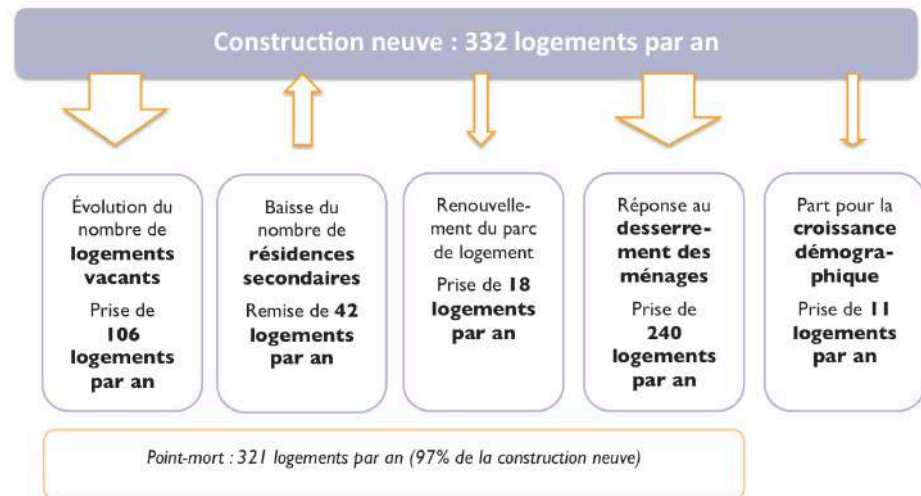 Construction neuve : 332 logements par an
Évolution du
nombre de
logements
vacants
Prise de
106
logements
par an
Baisse du
nombre de
résidences
secondaires
Remise de 42
logements
par an
Renouvelle-
ment du parc
de logement
Prise de 18
logements
par an
Réponse au
desserre-
ment des
ménages
Prise de
240
logements
par an
Part pour la
croissance
démogra-
phique
Prise de 11
logements
par an
Point-mort : 321 logements par an (97% de la construction neuve)